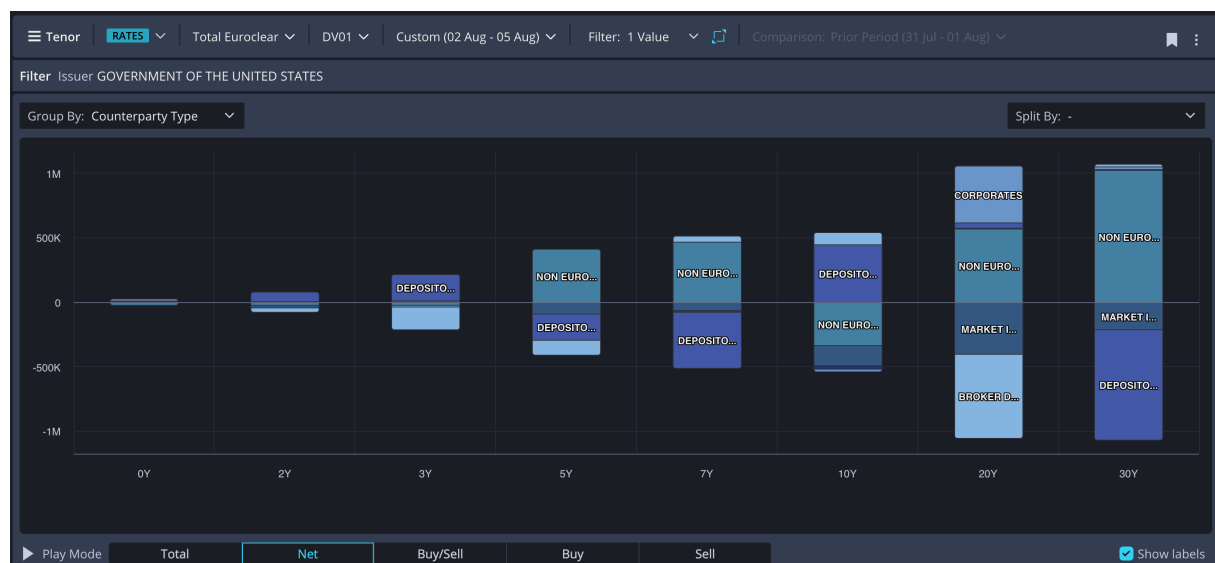 Tenor RATES Total Euroclear DV01 Custom (02 Aug - 05 Aug) Filter: 1 Value Comparison: Prior Period (31 Jul - 01 Aug)
Filter Issuer GOVERNMENT OF THE UNITED STATES
Group By: Counterparty Type Split By: -
1M
500K
0
-500K
-1M
DEPOSITO...
NON EURO...
DEPOSITO...
NON EURO...
DEPOSITO...
DEPOSITO...
NON EURO...
CORPORATES
NON EURO...
MARKET I...
BROKER D...
NON EURO...
MARKET I...
DEPOSITO...
0Y 2Y 3Y 5Y 7Y 10Y 20Y 30Y
Play Mode Total Net Buy/Sell Buy Sell Show labels